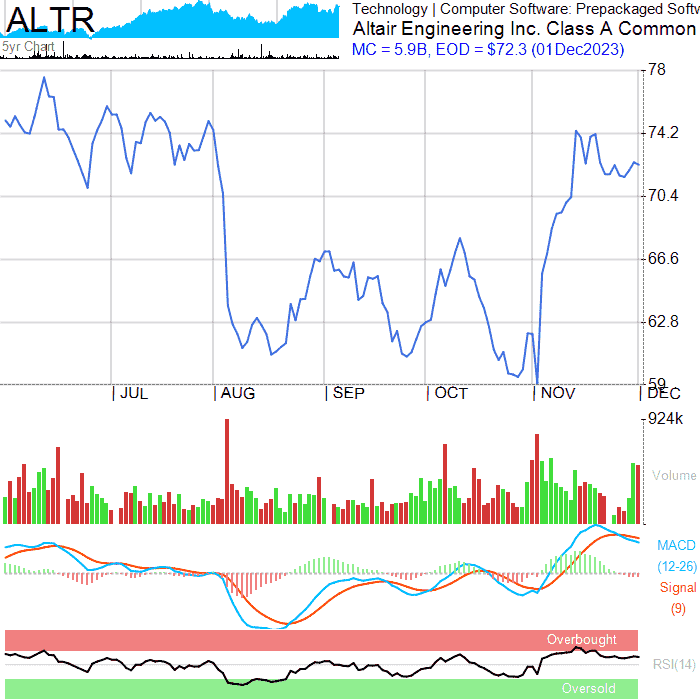 ALTR
5yr Chart
Technology | Computer Software: Prepackaged Softw
Altair Engineering Inc. Class A Common
MC = 5.9B, EOD = $72.3 (01Dec2023)
78
74.2
70.4
66.6
62.8
59
JUL AUG SEP OCT NOV DEC
924k
Volume
MACD
(12-26)
Signal
(9)
Overbought
RSI(14)
Oversold